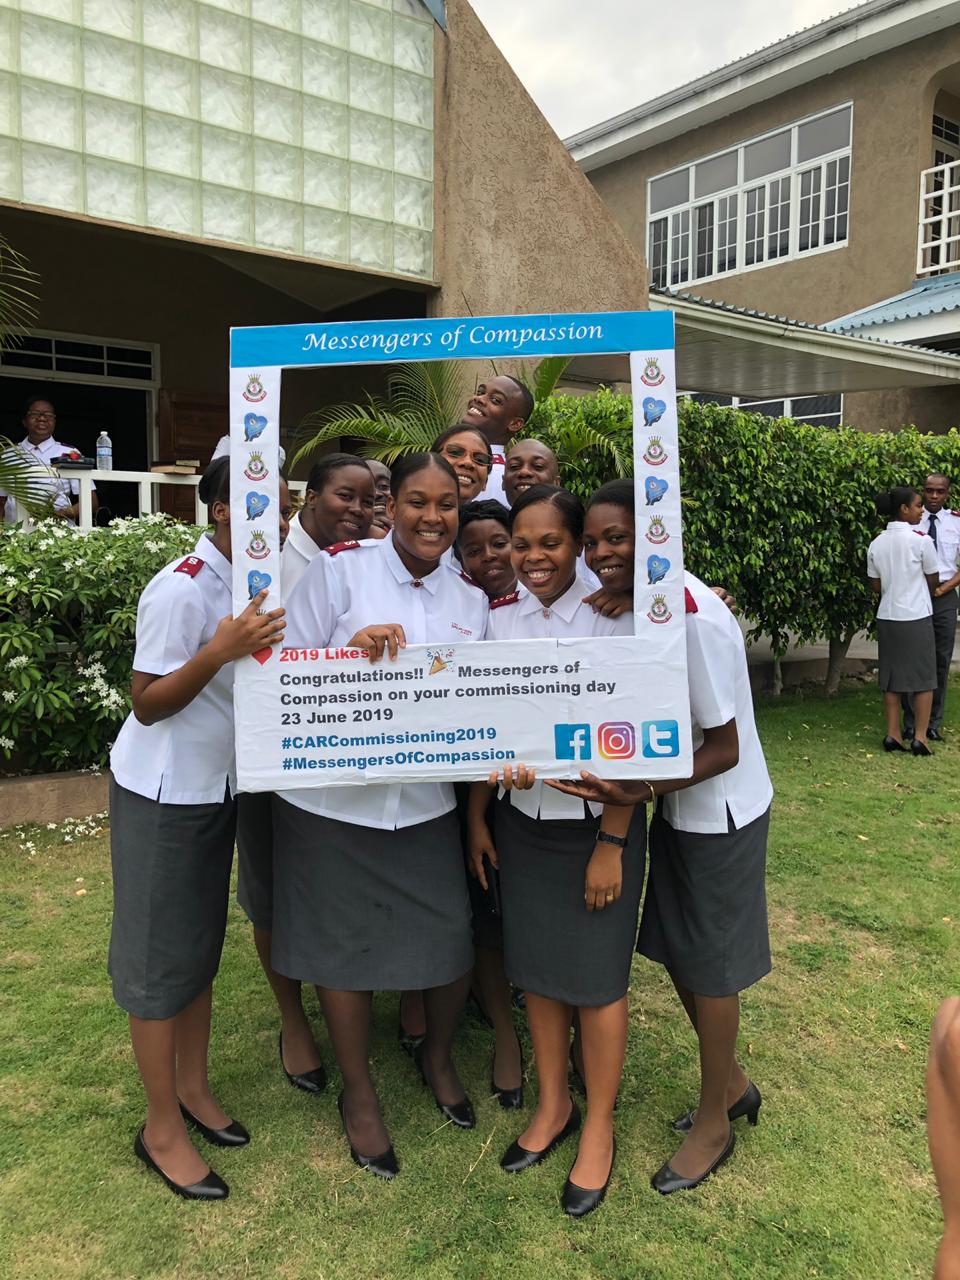 Messengers of Compassion
2019 Likes
Congratulations!! Messengers of
Compassion on your commissioning day
23 June 2019
#CARCommissioning2019
#MessengersOfCompassion